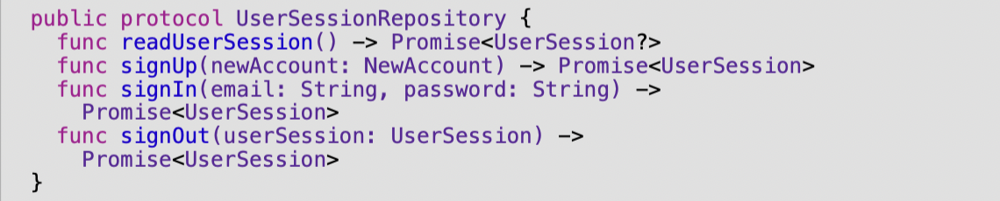 public protocol UserSessionRepository {
  func readUserSession() -> Promise<UserSession?>
  func signUp(newAccount: NewAccount) -> Promise<UserSession>
  func signIn(email: String, password: String) ->
    Promise<UserSession>
  func signOut(userSession: UserSession) ->
    Promise<UserSession>
}